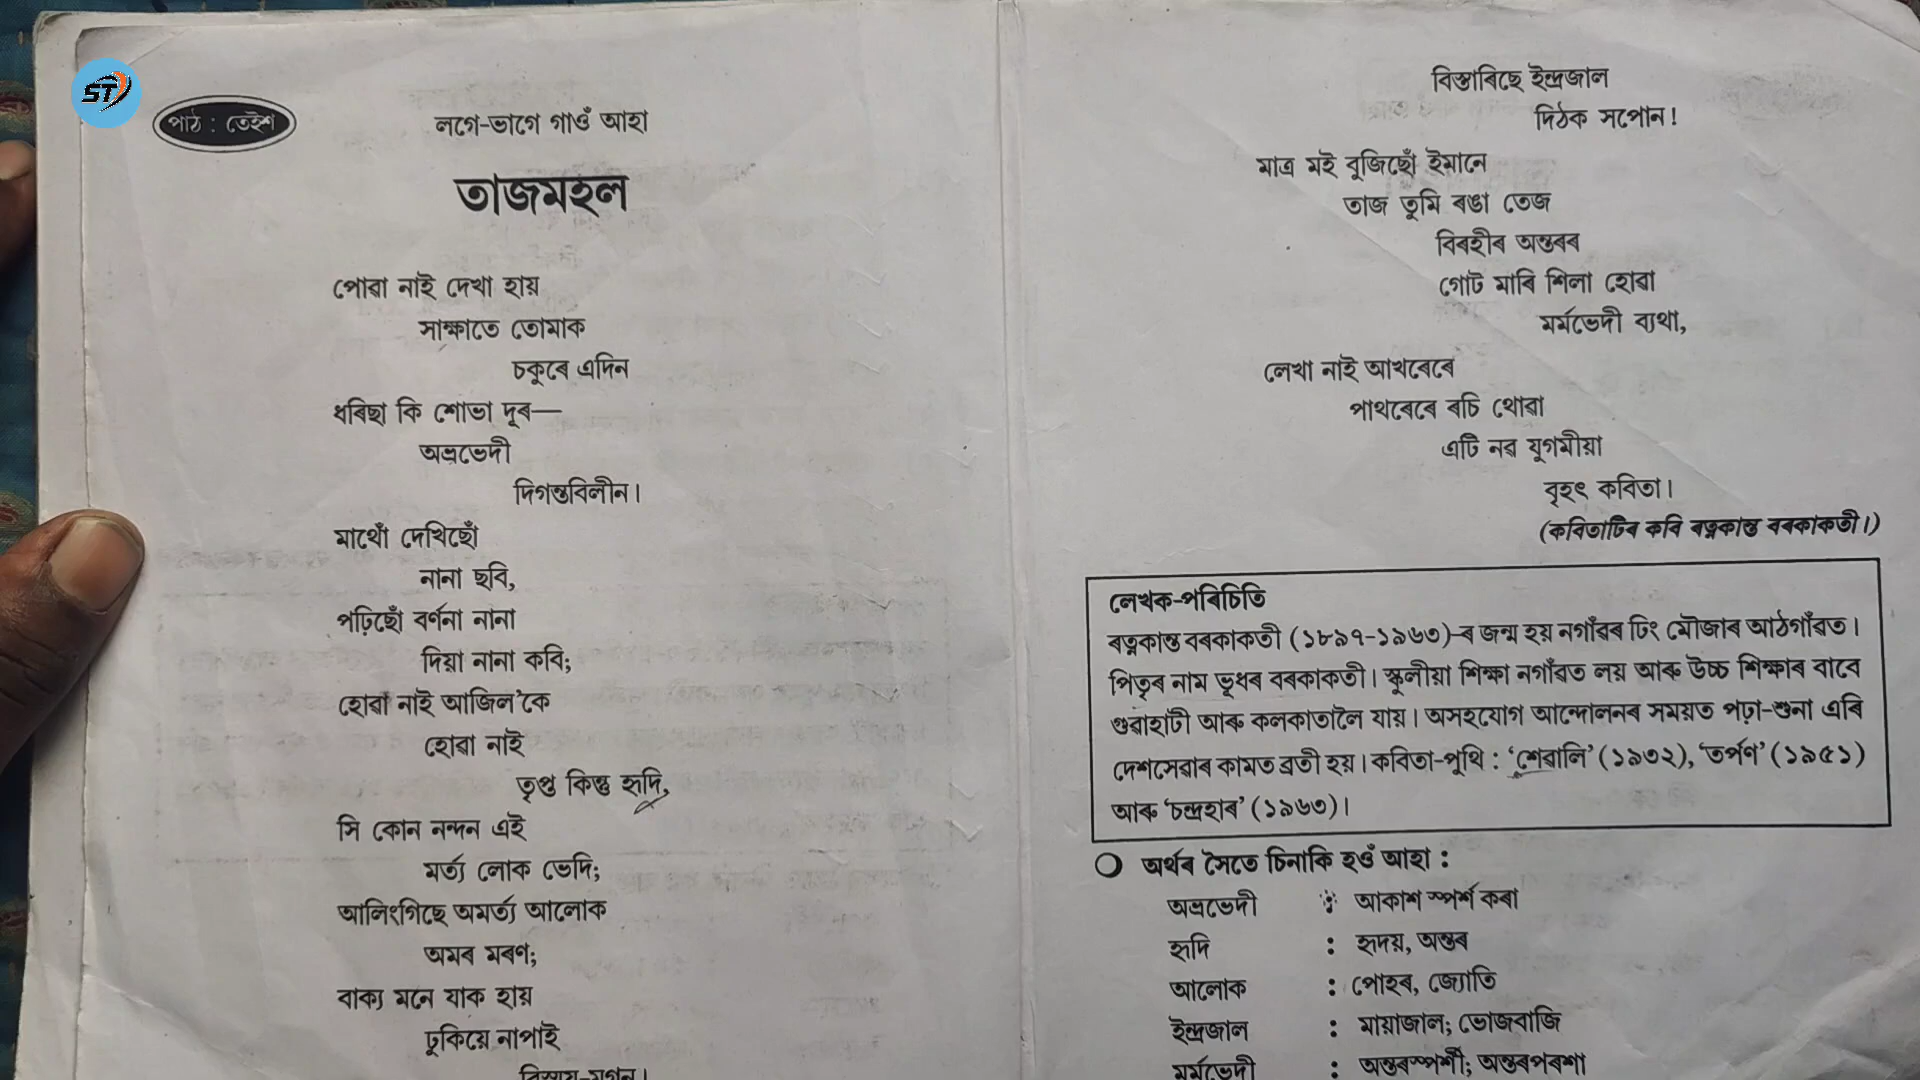 ST
পাঠ : তেইশ
লগে-ভাগে গাওঁ আহা
তাজমহল
পোৱা নাই দেখা হায়
সাক্ষাতে তোমাক
চকুৰে এদিন
ধৰিছা কি শোভা দূৰ—
অভ্ৰভেদী
দিগন্তবিলীন।
মাথোঁ দেখিছোঁ
নানা ছবি,
পঢ়িছোঁ বৰ্ণনা নানা
দিয়া নানা কবি;
হোৱা নাই আজিল'কে
হোৱা নাই
তৃপ্ত কিন্তু হৃদি,
সি কোন নন্দন এই
মৰ্ত্য লোক ভেদি;
আলিংগিছে অমৰ্ত্য আলোক
অমৰ মৰণ;
বাক্য মনে যাক হায়
ঢুকিয়ে নাপাই
বিস্ময়-মগন।
বিস্তাৰিছে ইন্দ্ৰজাল
দিঠক সপোন!
মাত্ৰ মই বুজিছোঁ ইমানে
তাজ তুমি ৰঙা তেজ
বিৰহীৰ অন্তৰৰ
গোট মাৰি শিলা হোৱা
মৰ্মভেদী ব্যথা,
লেখা নাই আখৰেৰে
পাথৰেৰে ৰচি থোৱা
এটি নৱ যুগমীয়া
বৃহৎ কবিতা।
(কবিতাটিৰ কবি ৰত্নকান্ত বৰকাকতী।)
লেখক-পৰিচিতি
ৰত্নকান্ত বৰকাকতী (১৮৯৭-১৯৬৩)-ৰ জন্ম হয় নগাঁৱৰ ঢিং মৌজাৰ আঠগাঁৱত।
পিতৃৰ নাম ভূধৰ বৰকাকতী। স্কুলীয়া শিক্ষা নগাঁৱত লয় আৰু উচ্চ শিক্ষাৰ বাবে
গুৱাহাটী আৰু কলকাতালৈ যায়। অসহযোগ আন্দোলনৰ সময়ত পঢ়া-শুনা এৰি
দেশসেৱাৰ কামত ব্ৰতী হয়। কবিতা-পুথি : 'শেৱালি' (১৯৩২), 'তৰ্পণ' (১৯৫১)
আৰু 'চন্দ্ৰহাৰ' (১৯৬৩)।
○ অৰ্থৰ সৈতে চিনাকি হওঁ আহা :
অভ্ৰভেদী : আকাশ স্পৰ্শ কৰা
হৃদি : হৃদয়, অন্তৰ
আলোক : পোহৰ, জ্যোতি
ইন্দ্ৰজাল : মায়াজাল; ভোজবাজি
মৰ্মভেদী : অন্তৰস্পৰ্শী; অন্তৰপৰশা